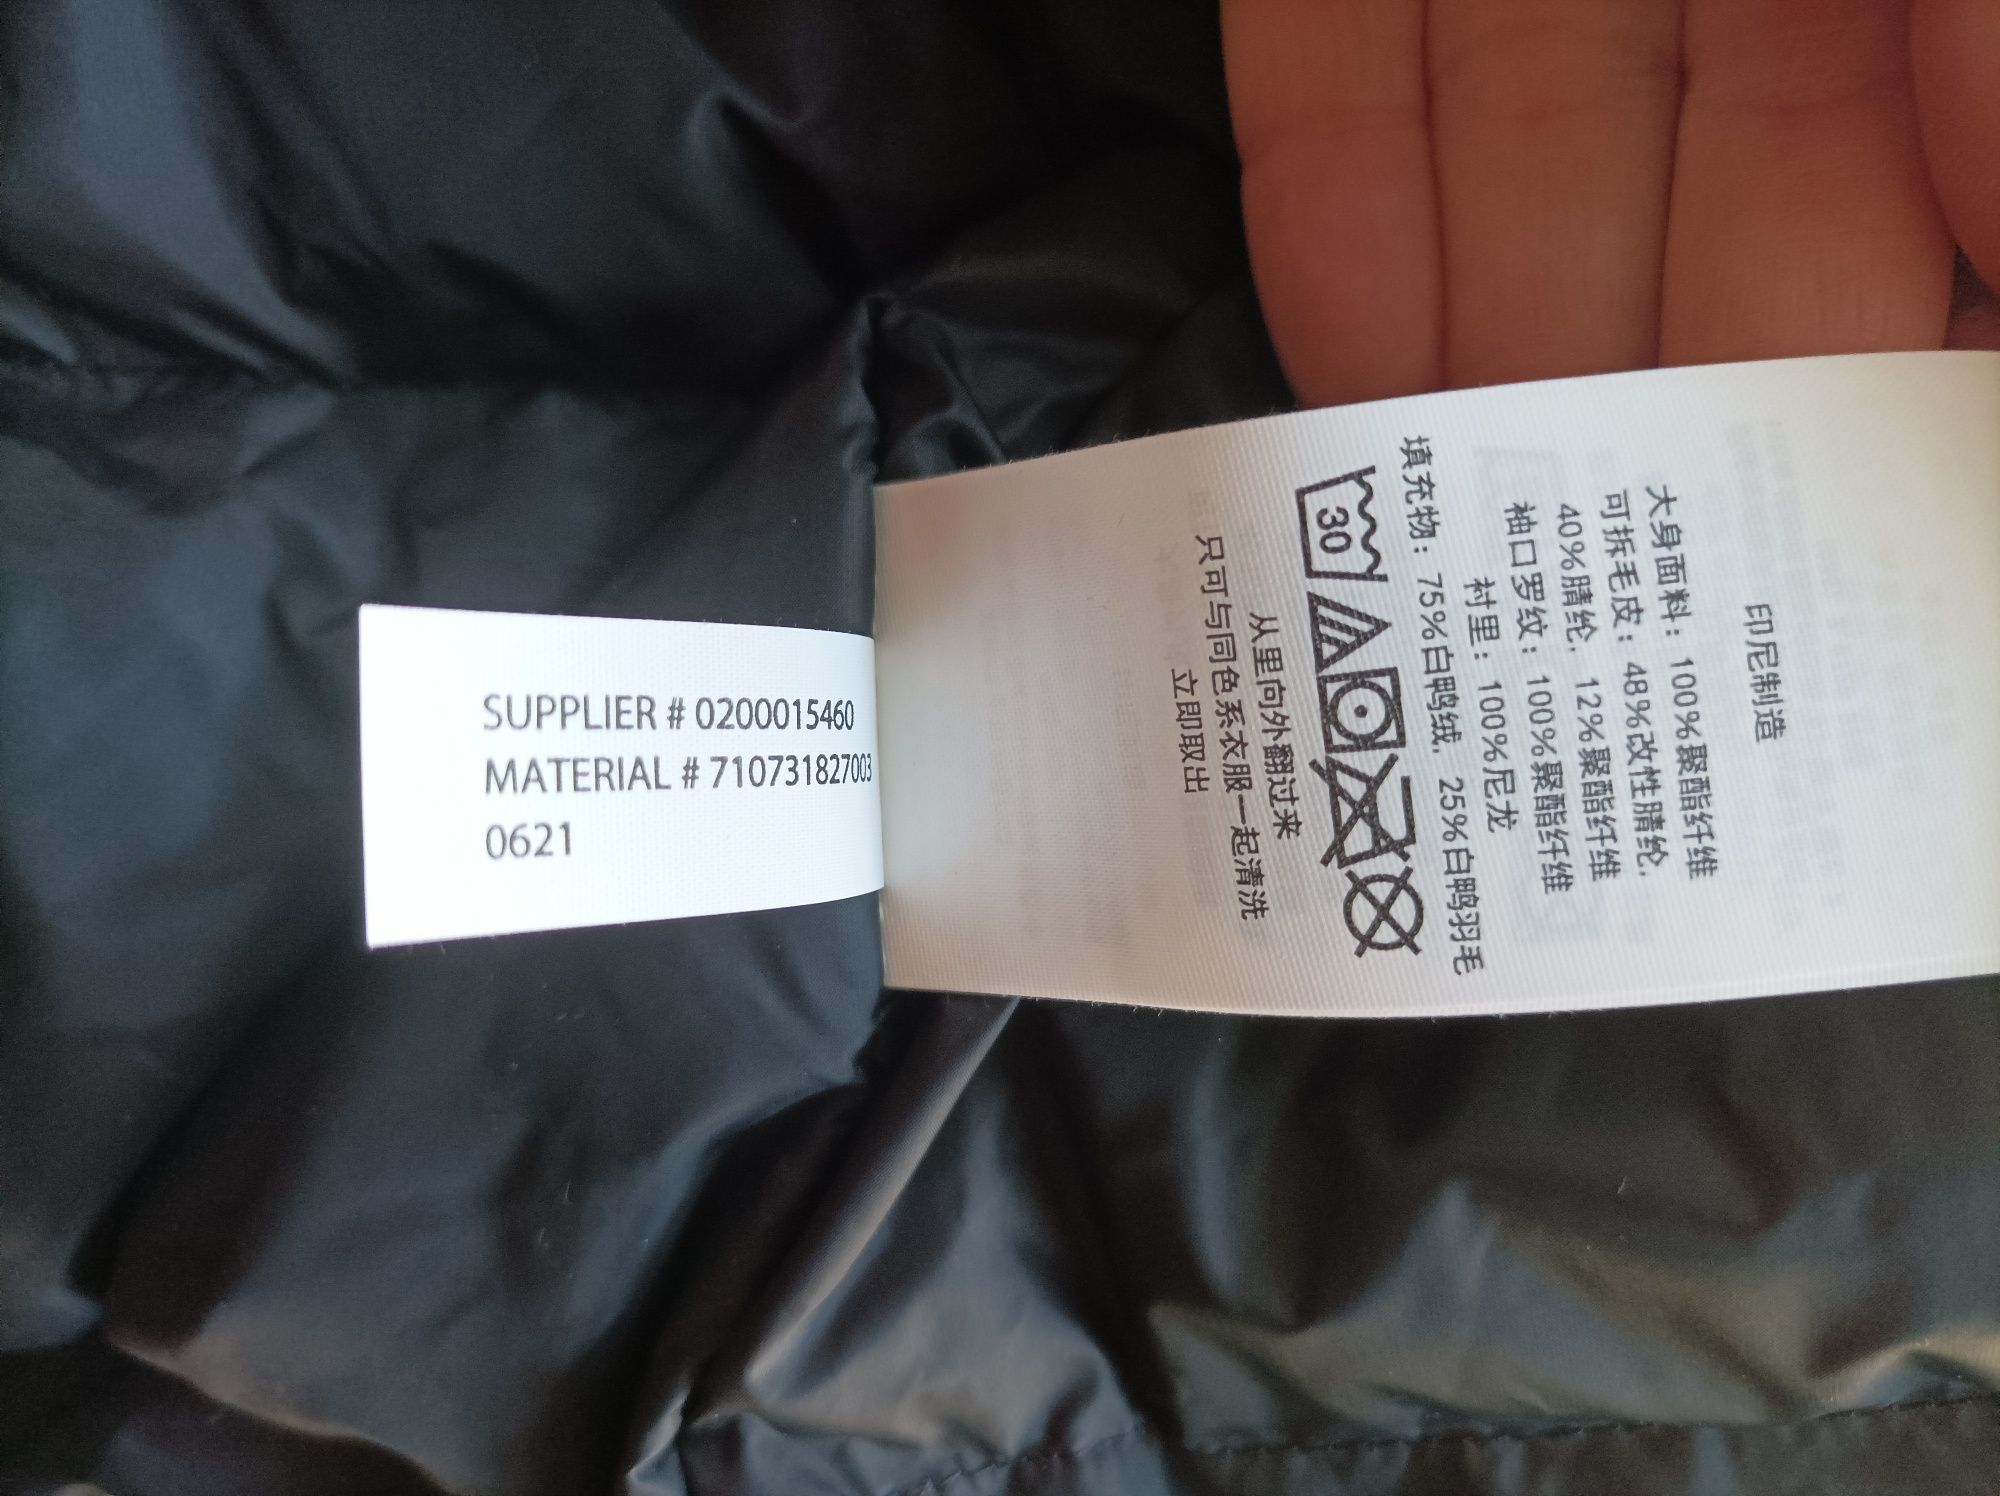 SUPPLIER # 0200015460
MATERIAL # 710731827003
0621
印尼制造
大身面料：100%聚酯纤维
可拆毛皮：48%改性腈纶,
40%腈纶, 12%聚酯纤维
袖口罗纹：100%聚酯纤维
衬里：100%尼龙
填充物：75%白鸭绒, 25%白鸭羽毛
30
从里向外翻过来
只可与同色系衣服一起清洗
立即取出